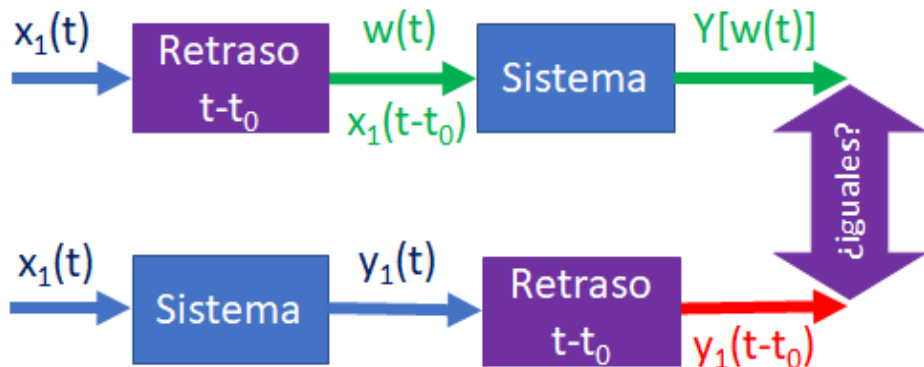 x₁(t)
Retraso
t-t₀
w(t)
x₁(t-t₀)
Sistema
Y[w(t)]
¿iguales?
x₁(t)
Sistema
y₁(t)
Retraso
t-t₀
y₁(t-t₀)